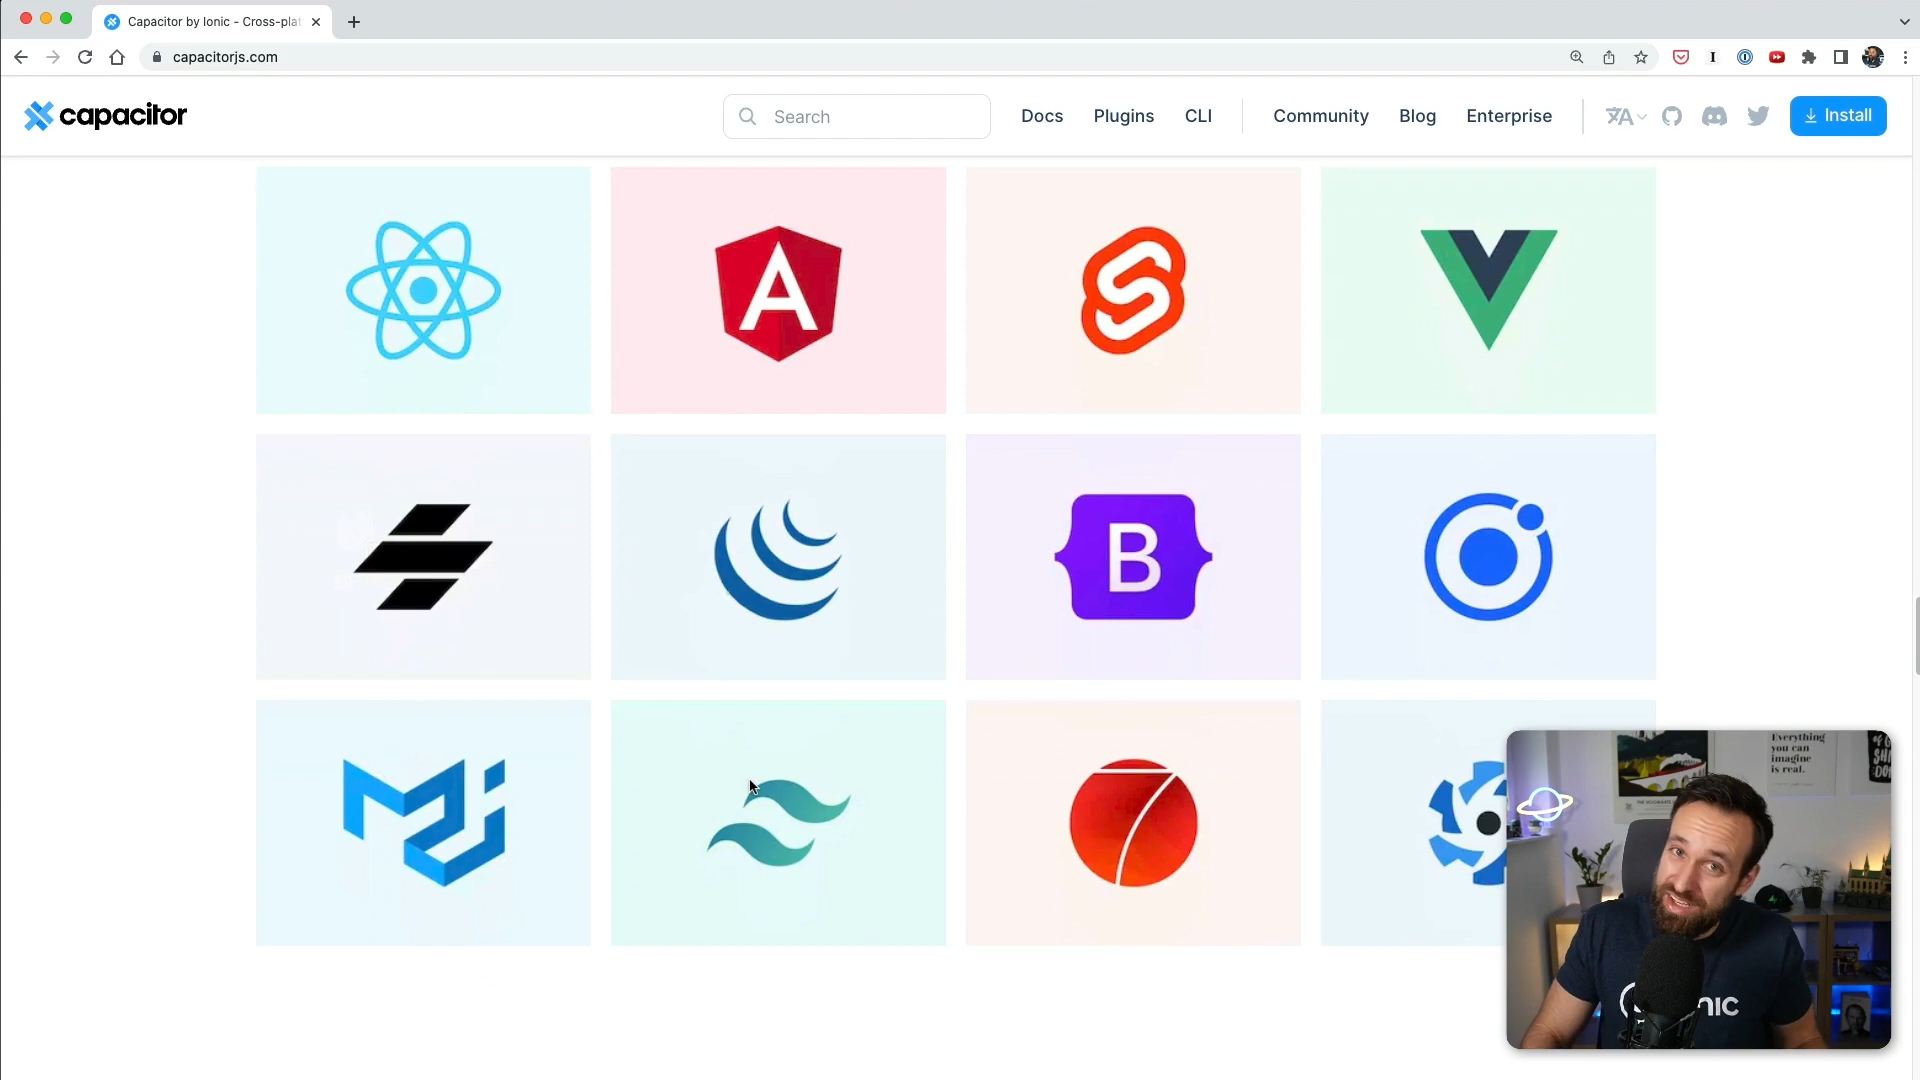 Capacitor by Ionic - Cross-plat
capacitorjs.com
capacitor
Search
Docs
Plugins
CLI
Community
Blog
Enterprise
Install
A
B
Everything
you can
imagine
is real.
nic